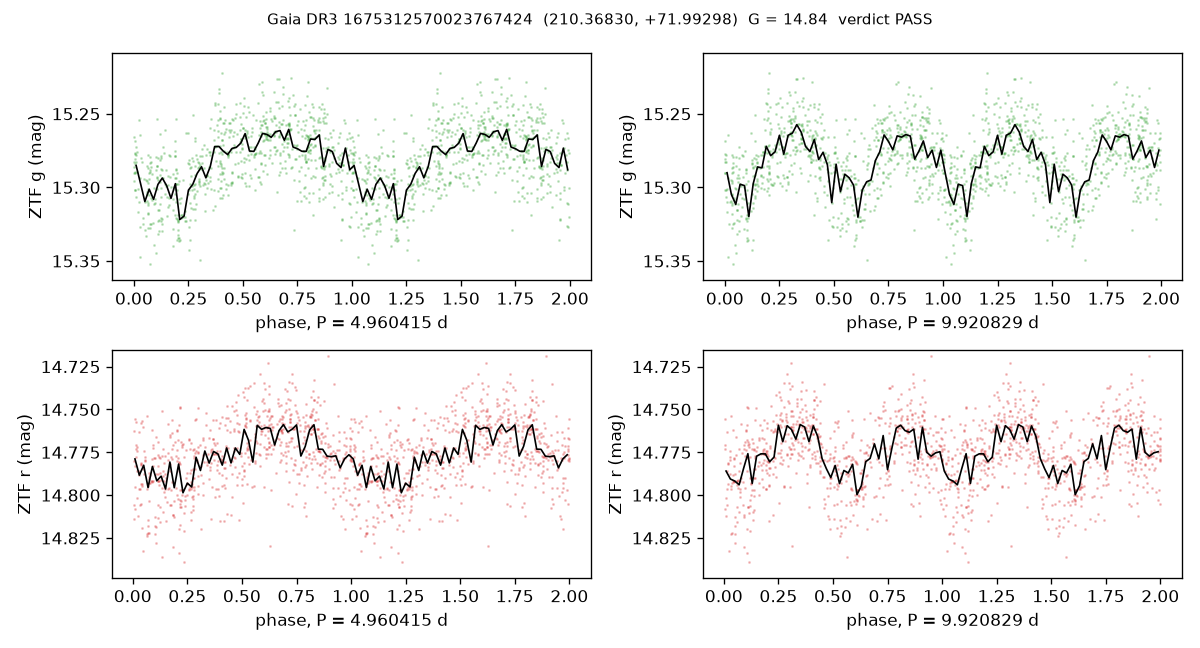 Gaia DR3 1675312570023767424 (210.36830, +71.99298) G = 14.84 verdict PASS
ZTF g (mag)
15.25
15.30
15.35
0.00 0.25 0.50 0.75 1.00 1.25 1.50 1.75 2.00
phase, P = 4.960415 d
ZTF g (mag)
15.25
15.30
15.35
0.00 0.25 0.50 0.75 1.00 1.25 1.50 1.75 2.00
phase, P = 9.920829 d
ZTF r (mag)
14.725
14.750
14.775
14.800
14.825
0.00 0.25 0.50 0.75 1.00 1.25 1.50 1.75 2.00
phase, P = 4.960415 d
ZTF r (mag)
14.725
14.750
14.775
14.800
14.825
0.00 0.25 0.50 0.75 1.00 1.25 1.50 1.75 2.00
phase, P = 9.920829 d